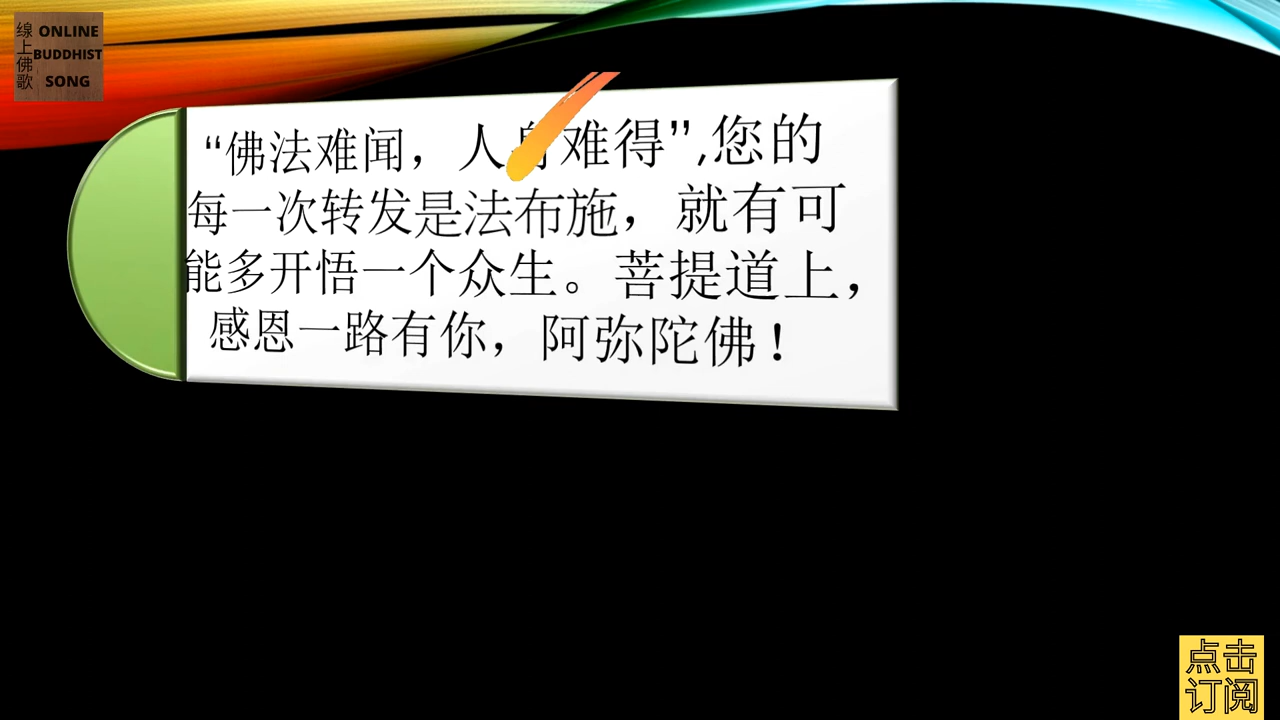 缐上佛歌
ONLINE
BUDDHIST
SONG
“佛法难闻，人身难得”,您的
每一次转发是法布施，就有可
能多开悟一个众生。菩提道上，
感恩一路有你，阿弥陀佛！
点击
订阅